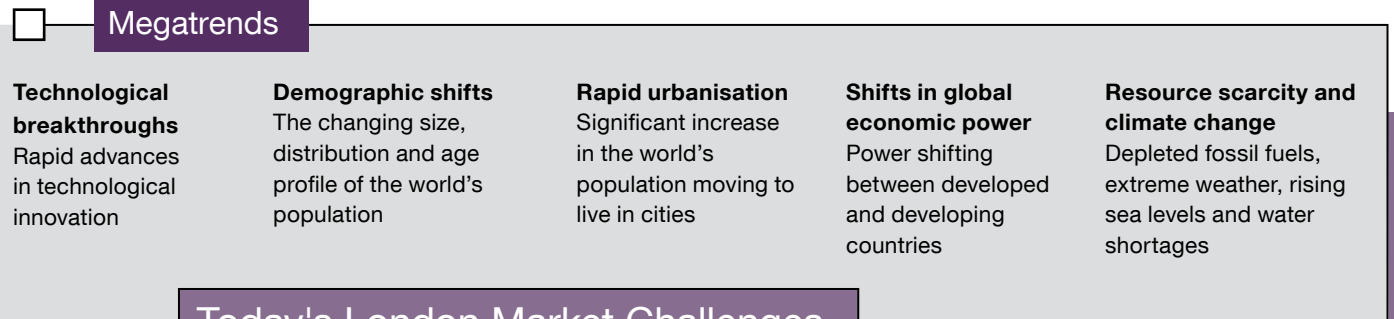 Megatrends
Technological
breakthroughs
Rapid advances
in technological
innovation
Demographic shifts
The changing size,
distribution and age
profile of the world's
population
Rapid urbanisation
Significant increase
in the world's
population moving to
live in cities
Shifts in global
economic power
Power shifting
between developed
and developing
countries
Resource scarcity and
climate change
Depleted fossil fuels,
extreme weather, rising
sea levels and water
shortages
Today's London Market Challenges